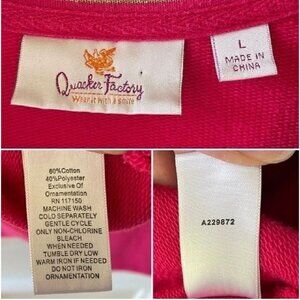 Quacker Factory
Wear it with a smile
L
MADE IN
CHINA
60%Cotton
40%Polyester
Exclusive Of
Ornamentation
RN 117150
MACHINE WASH
COLD SEPARATELY
GENTLE CYCLE
ONLY NON-CHLORINE
BLEACH
WHEN NEEDED
TUMBLE DRY LOW
WARM IRON IF NEEDED
DO NOT IRON
ORNAMENTATION
A229872